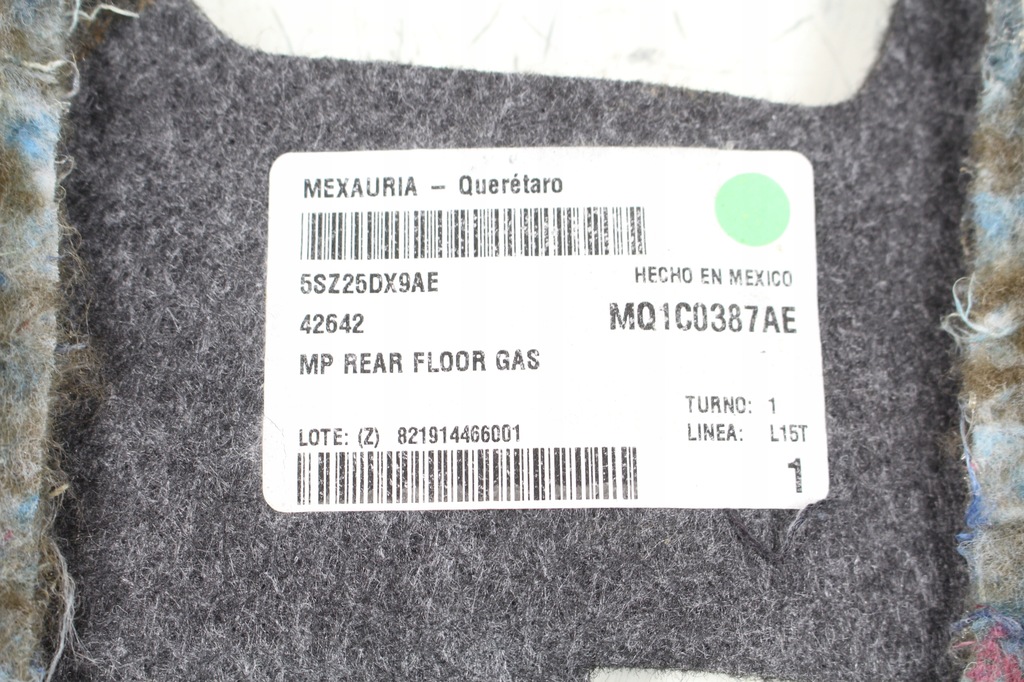 MEXAURIA - Querétaro
5SZ25DX9AE
HECHO EN MEXICO
42642
MQ1C0387AE
MP REAR FLOOR GAS
TURNO: 1
LOTE: (Z) 821914466001
LINEA: L15T
1